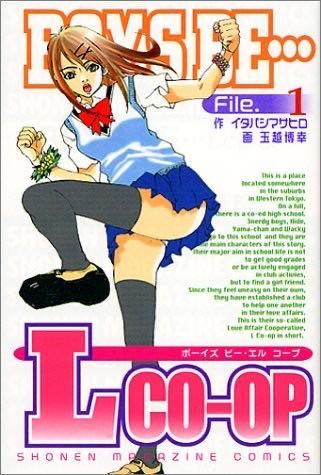 BOYS BE…
File. 1
作 イタバシマサヒロ
画 玉越博幸
This is a place
located somewhere
in the suburbs
in Western Tokyo.
On a hill,
there is a co-ed high school.
Snerdy boys, Hide,
Yama-chan and Wacky
go to this school and they are
the main characters of this story.
Their major aim in school life is not
to get good grades
or be actively engaged
in club activies,
but to find a girl friend.
Since they feel uneasy on their own,
they have established a club
to help one another
in their love affairs.
This is their so-called
Love Affair Cooperative,
L Co-op in short.
ボーイズ ビー・エル コープ
L CO-OP
SHONEN MAGAZINE COMICS